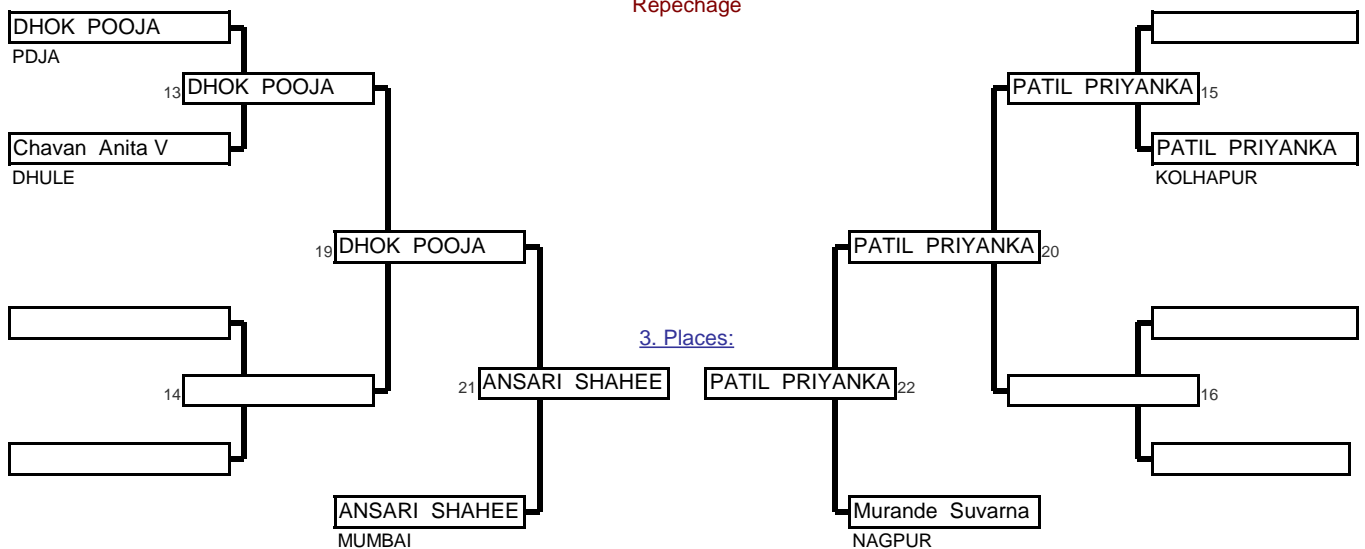 Repechage
DHOK POOJA
PDJA
13 DHOK POOJA
PATIL PRIYANKA 15
Chavan Anita V
DHULE
PATIL PRIYANKA
KOLHAPUR
19 DHOK POOJA
PATIL PRIYANKA 20
3. Places:
14
21 ANSARI SHAHEE
PATIL PRIYANKA 22
16
ANSARI SHAHEE
MUMBAI
Murande Suvarna
NAGPUR